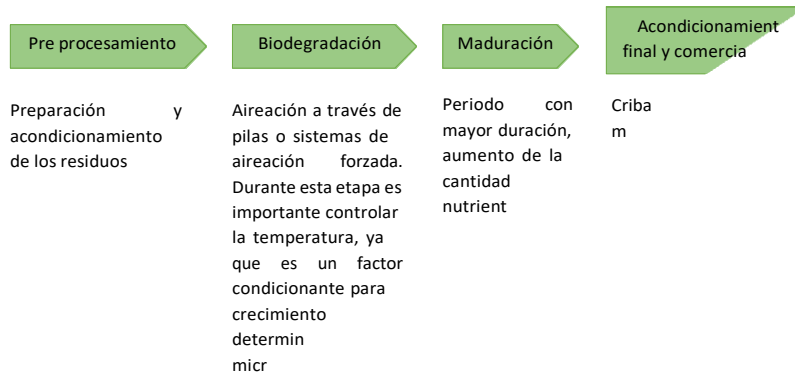 Pre procesamiento
Biodegradación
Maduración
Acondicionamient
final y comercia
Preparación y
acondicionamiento
de los residuos
Aireación a través de
pilas o sistemas de
aireación forzada.
Durante esta etapa es
importante controlar
la temperatura, ya
que es un factor
condicionante para
crecimiento
determin
micr
Periodo con
mayor duración,
aumento de la
cantidad
nutrient
Criba
m